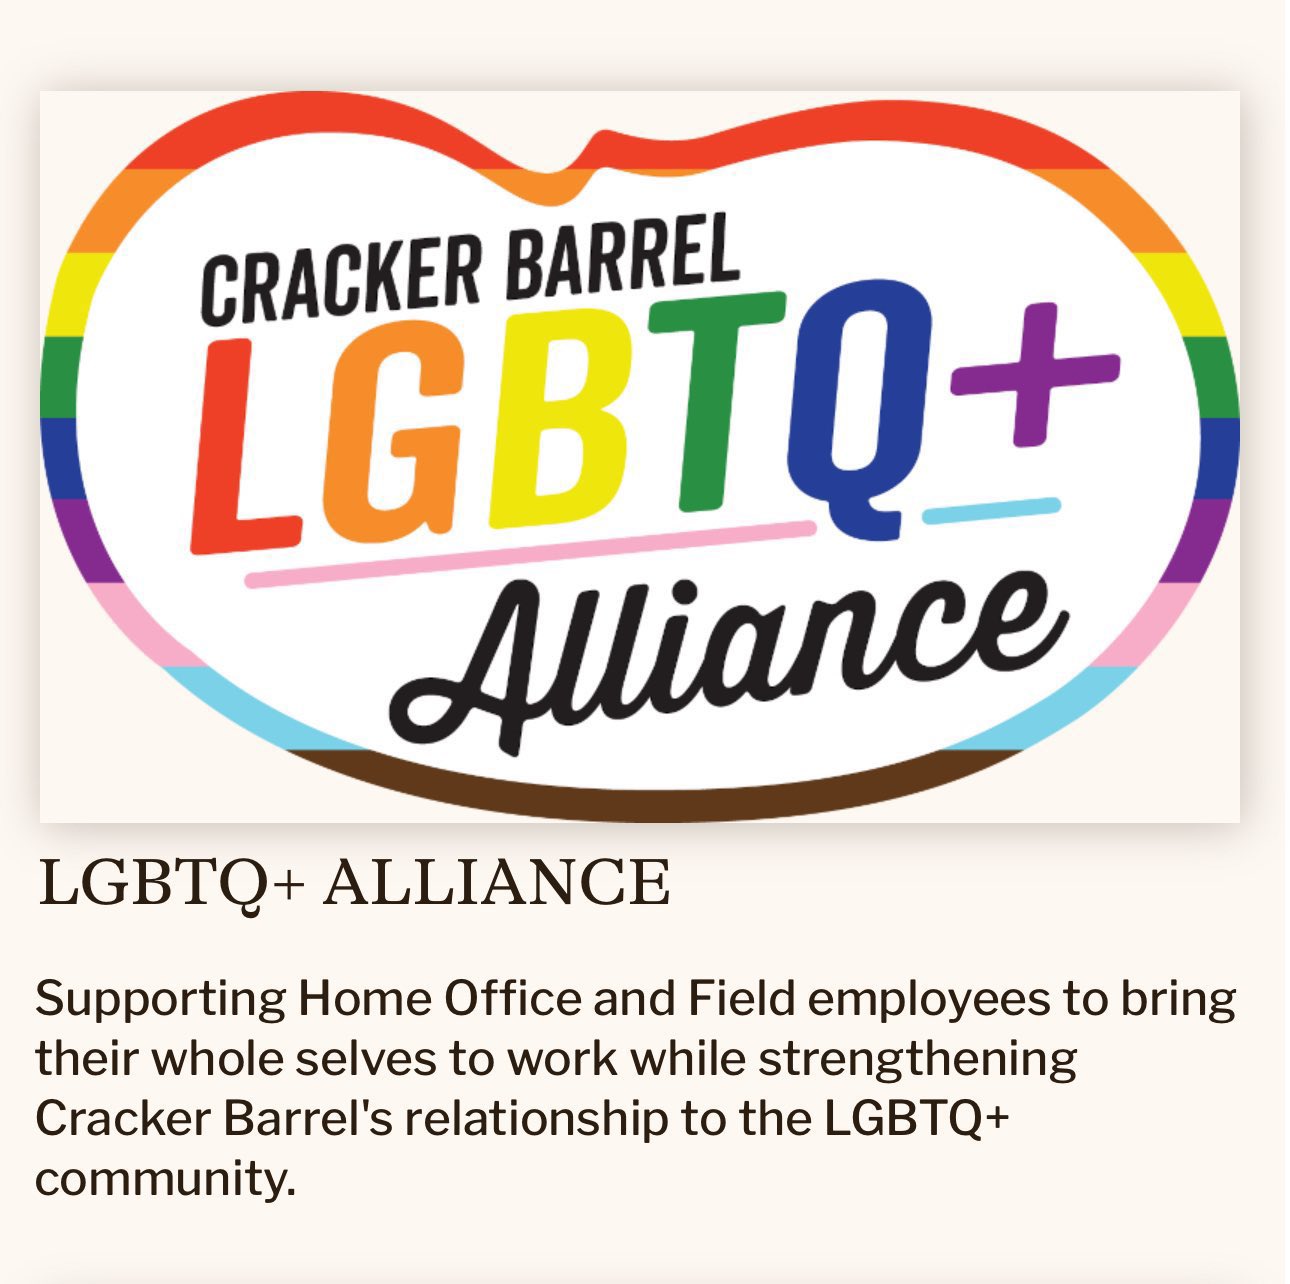 CRACKER BARREL
LGBTQ+
Alliance
LGBTQ+ ALLIANCE
Supporting Home Office and Field employees to bring
their whole selves to work while strengthening
Cracker Barrel's relationship to the LGBTQ+
community.